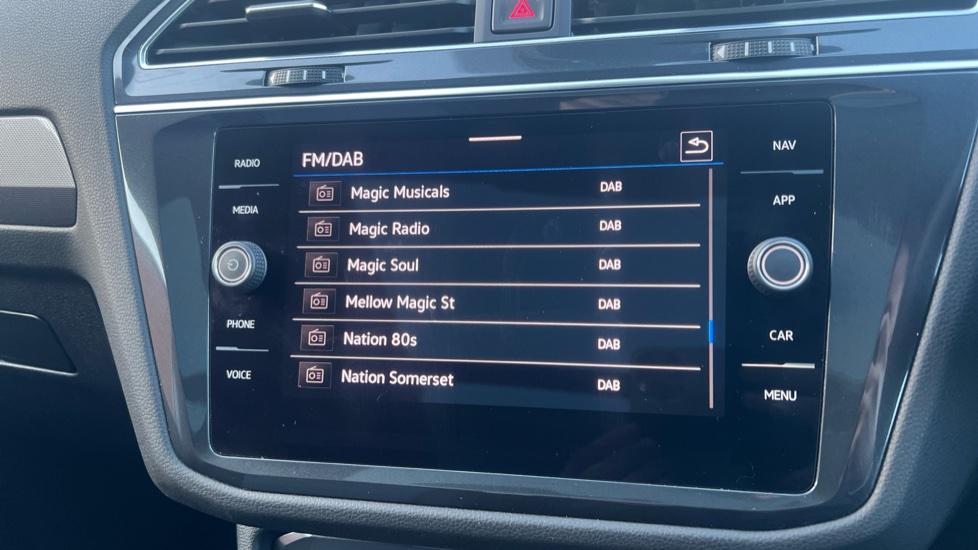 RADIO
MEDIA
PHONE
VOICE
FM/DAB
Magic Musicals DAB
Magic Radio DAB
Magic Soul DAB
Mellow Magic St DAB
Nation 80s DAB
Nation Somerset DAB
NAV
APP
CAR
MENU